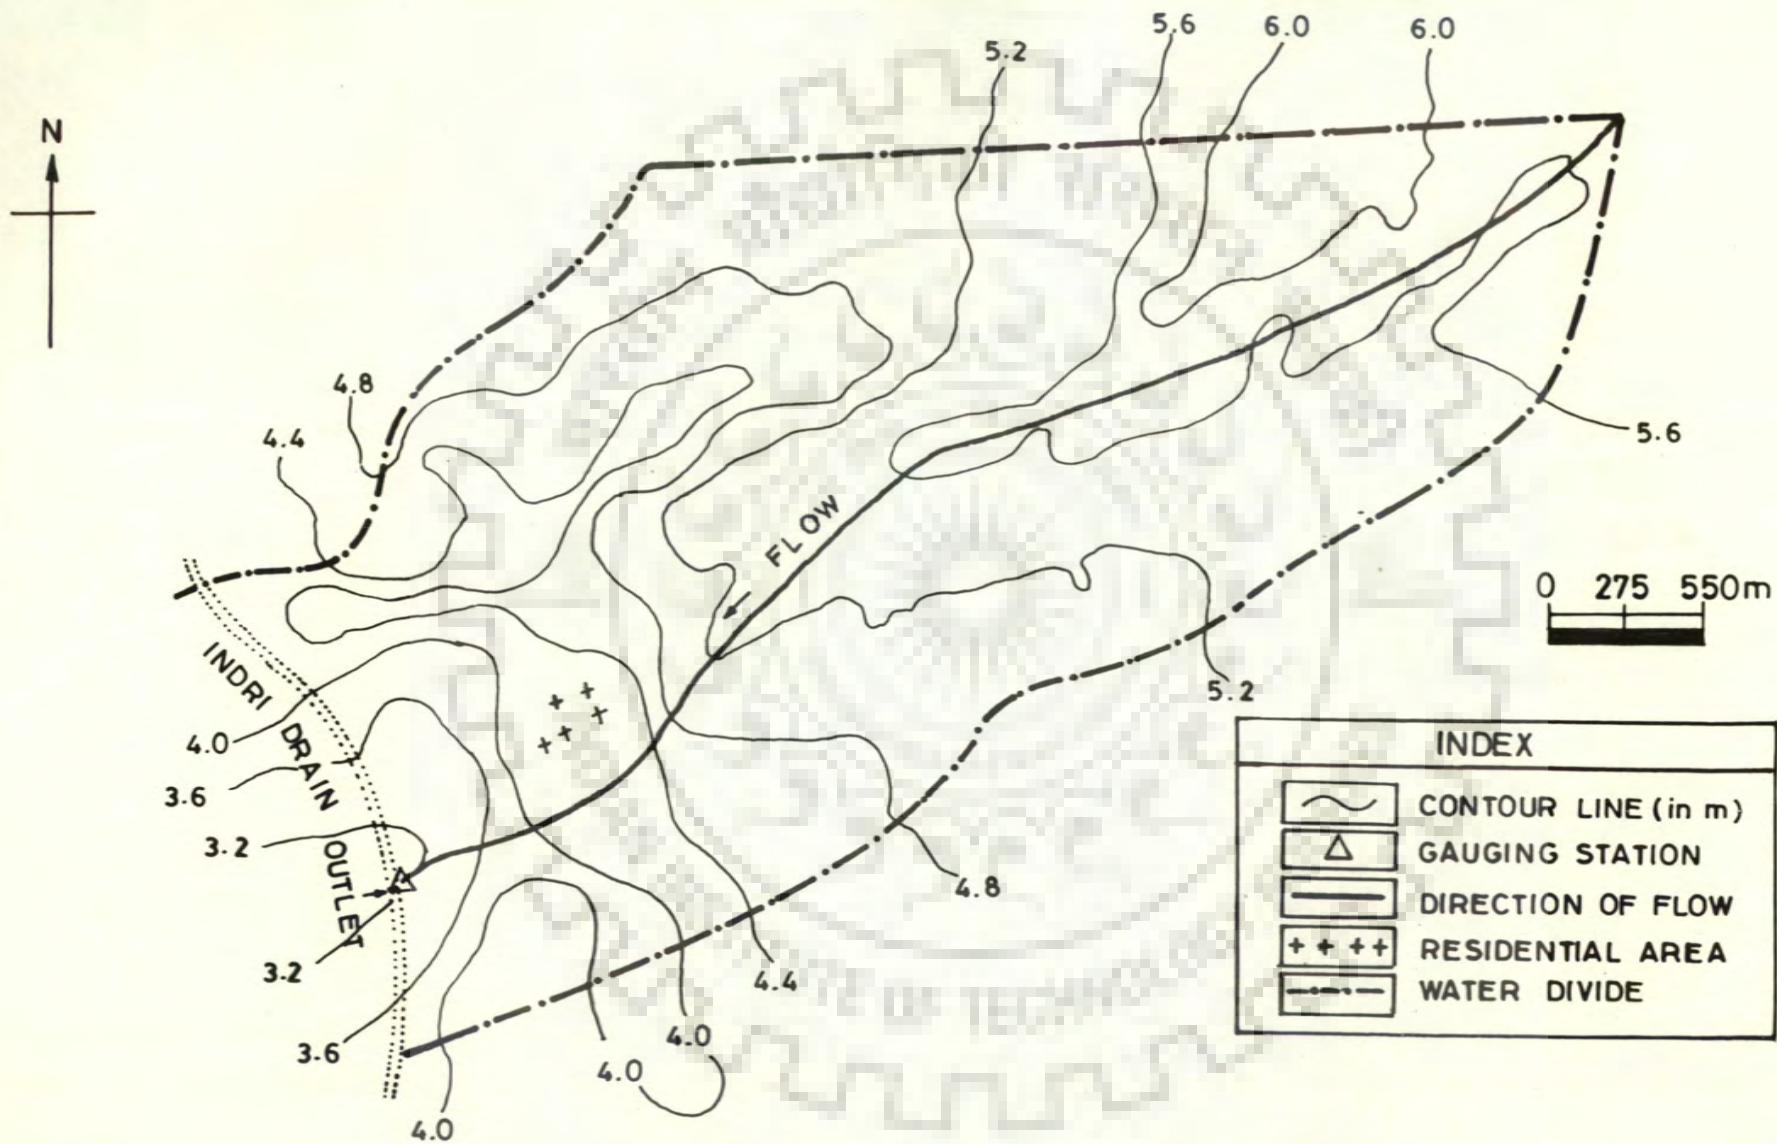 5.6 6.0 6.0
5.2
N
4.8
4.4
5.6
FLOW
0 275 550m
5.2
INDRI DRAIN
OUTLET
4.0
3.6
3.2
3.2
3.6
4.0
4.0
4.0
4.4
4.8
INDEX
CONTOUR LINE (in m)
GAUGING STATION
DIRECTION OF FLOW
RESIDENTIAL AREA
WATER DIVIDE